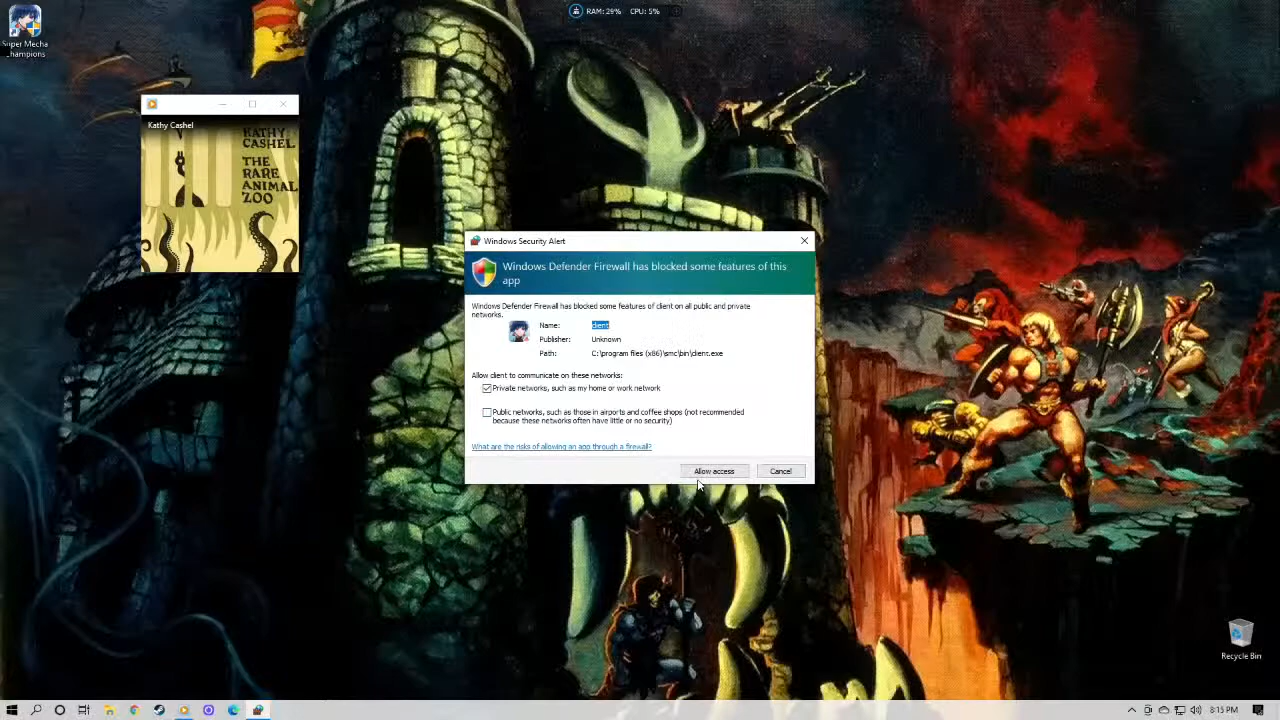 RAM: 29% CPU: 5%
Super Mecha
Champions
Kathy Cashel
KATHY
CASHEL
THE
RARE
ANIMAL
ZOO
Windows Security Alert
Windows Defender Firewall has blocked some features of this
app
Windows Defender Firewall has blocked some features of client on all public and private
networks.
Name: client
Publisher: Unknown
Path: C:\program files (x86)\smc\bin\client.exe
Allow client to communicate on these networks:
Private networks, such as my home or work network
Public networks, such as those in airports and coffee shops (not recommended
because these networks often have little or no security)
What are the risks of allowing an app through a firewall?
Allow access Cancel
Recycle Bin
8:15 PM